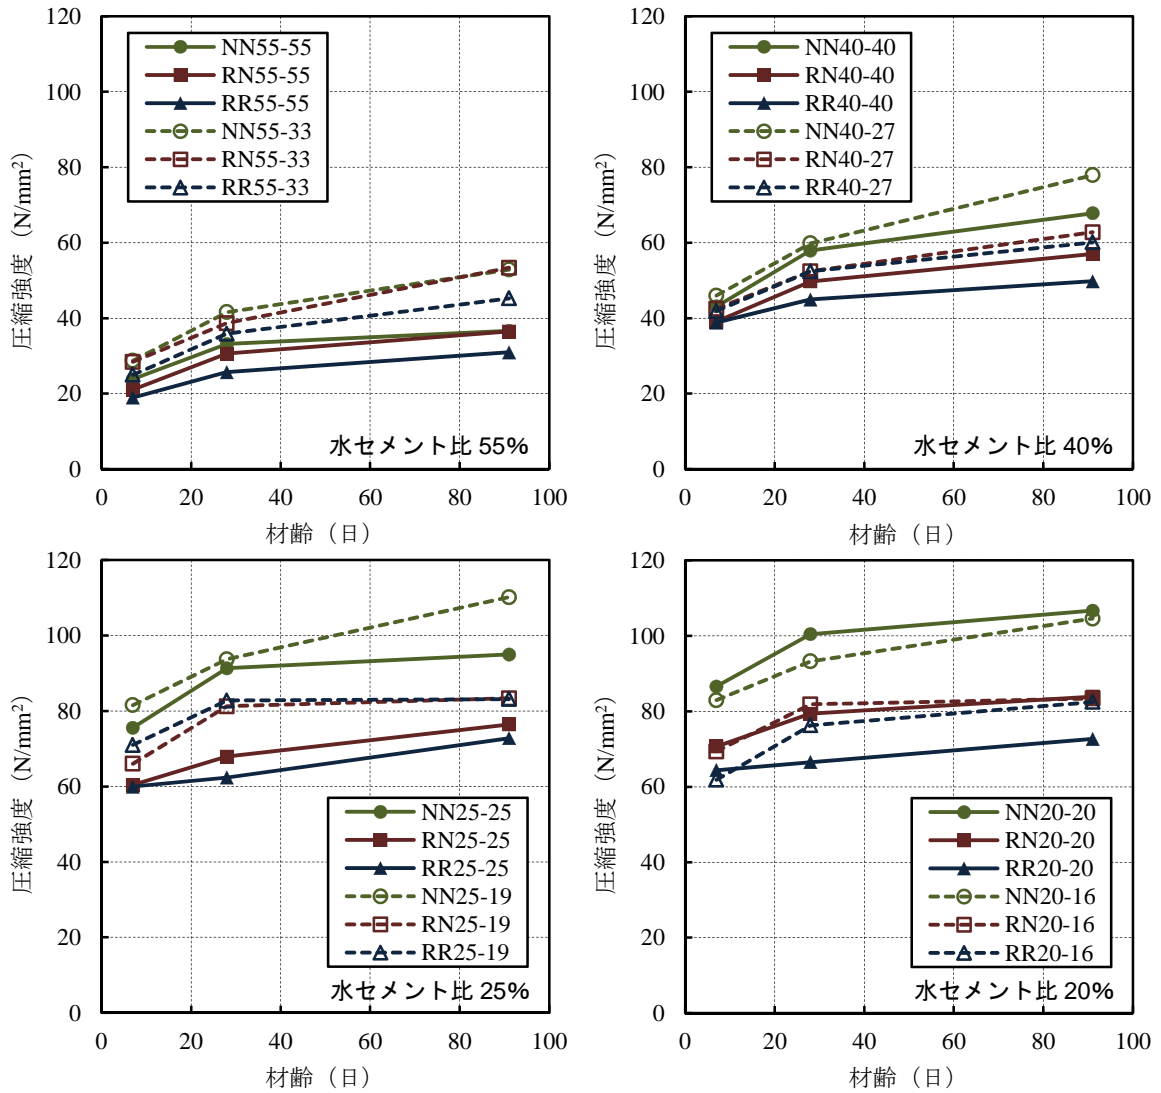 120
100
80
60
40
20
0
圧縮強度（N/mm²）
NN55-55
RN55-55
RR55-55
NN55-33
RN55-33
RR55-33
水セメント比 55%
0 20 40 60 80 100
材齢（日）
120
100
80
60
40
20
0
圧縮強度（N/mm²）
NN40-40
RN40-40
RR40-40
NN40-27
RN40-27
RR40-27
水セメント比 40%
0 20 40 60 80 100
材齢（日）
120
100
80
60
40
20
0
圧縮強度（N/mm²）
NN25-25
RN25-25
RR25-25
NN25-19
RN25-19
RR25-19
水セメント比 25%
0 20 40 60 80 100
材齢（日）
120
100
80
60
40
20
0
圧縮強度（N/mm²）
NN20-20
RN20-20
RR20-20
NN20-16
RN20-16
RR20-16
水セメント比 20%
0 20 40 60 80 100
材齢（日）